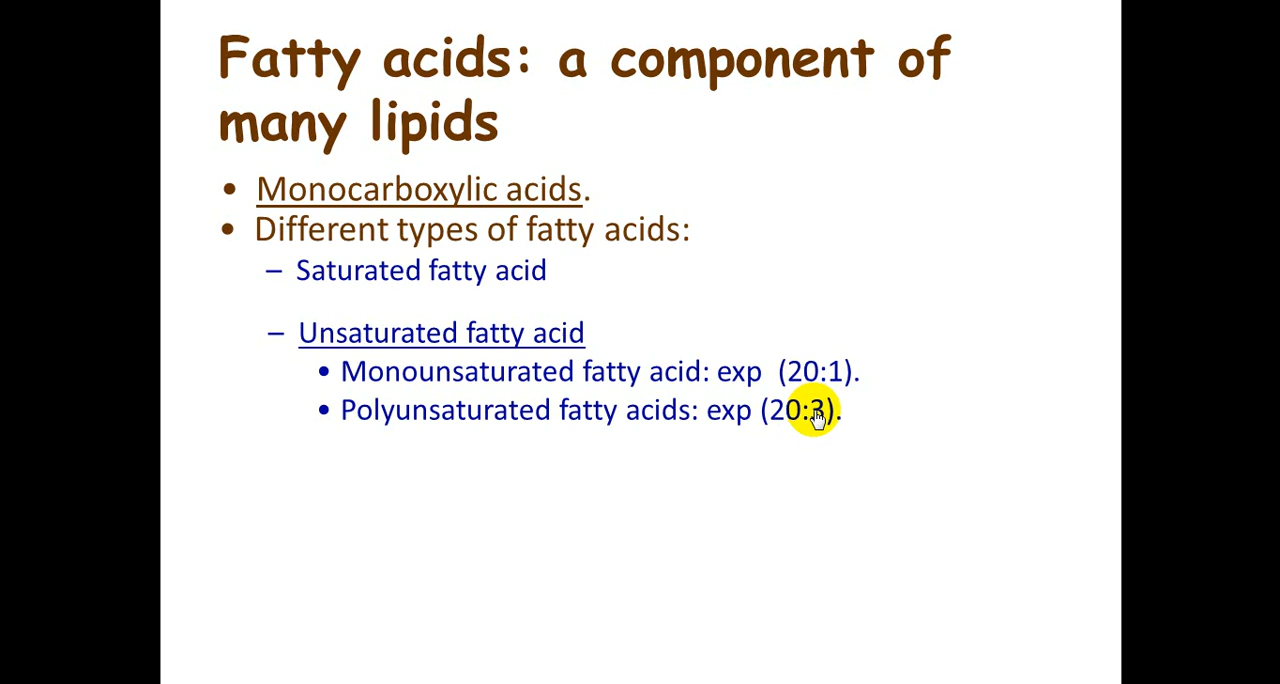 Fatty acids: a component of
many lipids
• Monocarboxylic acids.
• Different types of fatty acids:
– Saturated fatty acid
– Unsaturated fatty acid
• Monounsaturated fatty acid: exp (20:1).
• Polyunsaturated fatty acids: exp (20:3).